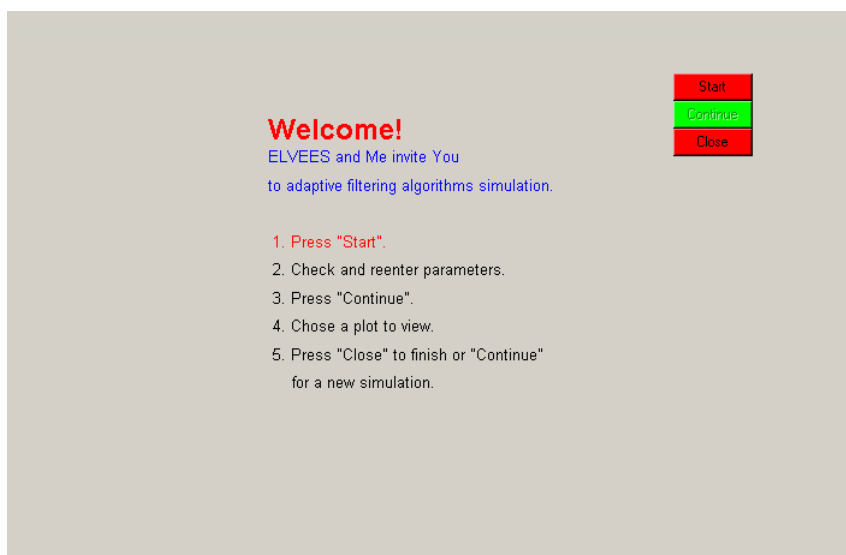 Start
Continue
Close
Welcome!
ELVEES and Me invite You
to adaptive filtering algorithms simulation.
1. Press "Start".
2. Check and reenter parameters.
3. Press "Continue".
4. Chose a plot to view.
5. Press "Close" to finish or "Continue"
for a new simulation.